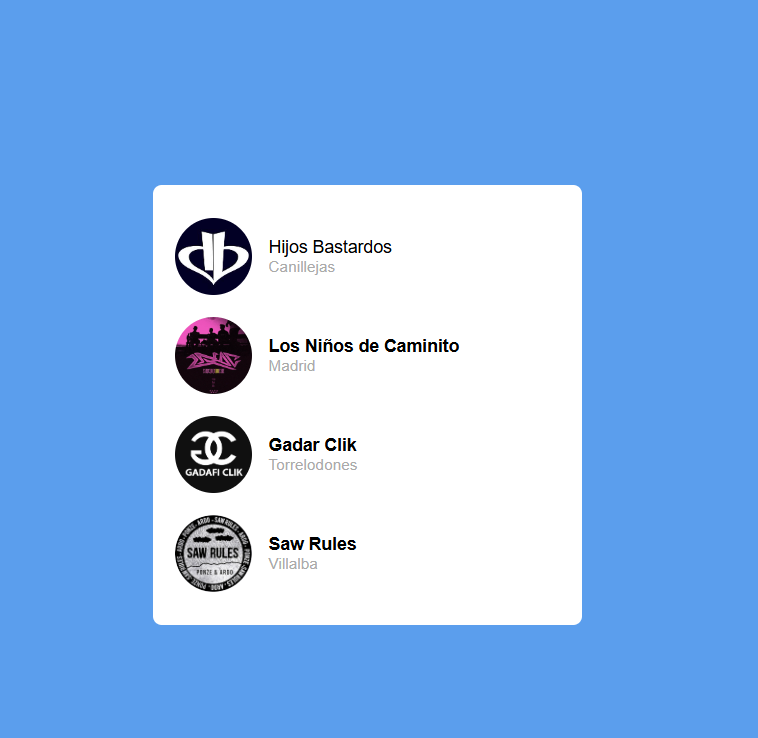 Hijos Bastardos
Canillejas
Los Niños de Caminito
Madrid
GADAFI CLIK
Gadar Clik
Torrelodones
SAW RULES
PONZE & ARDO
Saw Rules
Villalba